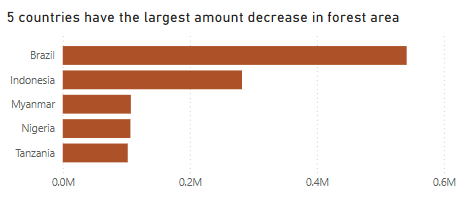 5 countries have the largest amount decrease in forest area
Brazil
Indonesia
Myanmar
Nigeria
Tanzania
0.0M 0.2M 0.4M 0.6M